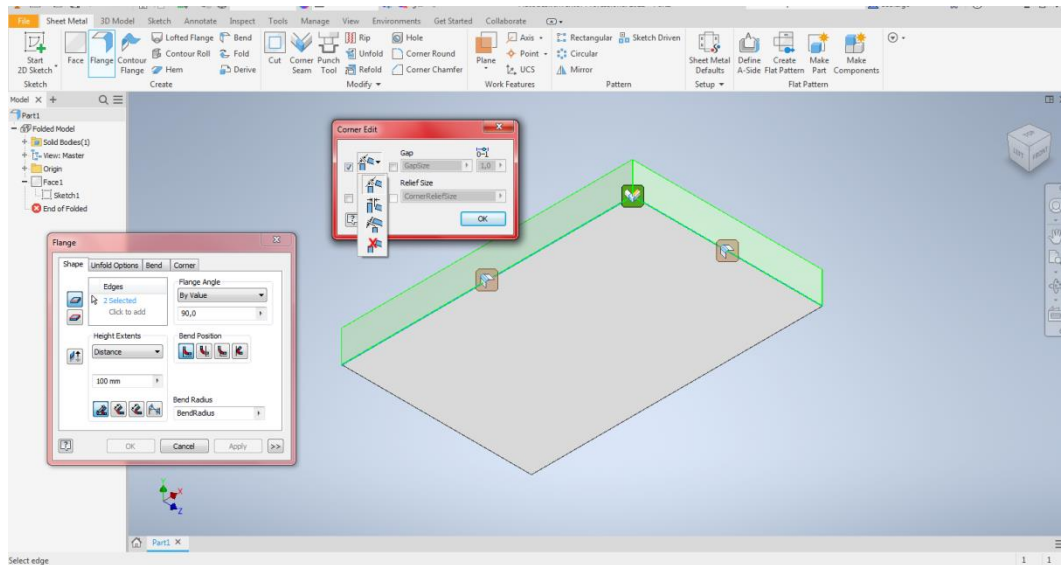 File Sheet Metal 3D Model Sketch Annotate Inspect Tools Manage View Environments Get Started Collaborate
Start 2D Sketch
Face
Flange
Contour Flange
Lofted Flange
Contour Roll
Hem
Bend
Fold
Derive
Cut
Corner Seam
Punch Tool
Rip
Unfold
Refold
Hole
Corner Round
Corner Chamfer
Plane
Axis
Point
UCS
Rectangular
Circular
Mirror
Sketch Driven
Sheet Metal Defaults
Define A-Side
Create Flat Pattern
Make Part
Make Components
Sketch Create Modify Work Features Pattern Setup Flat Pattern
Model × +
Part1
Folded Model
Solid Bodies(1)
View: Master
Origin
Face1
Sketch1
End of Folded
Corner Edit
Gap
GapSize 1,0
Relief Size
CornerReliefSize
OK
TOP
LEFT FRONT
Flange
Shape Unfold Options Bend Corner
Edges
2 Selected
Click to add
Flange Angle
By Value
90,0
Height Extents
Distance
100 mm
Bend Position
Bend Radius
BendRadius
OK Cancel Apply >>
Y
X
Z
Part1 ×
Select edge 1 1